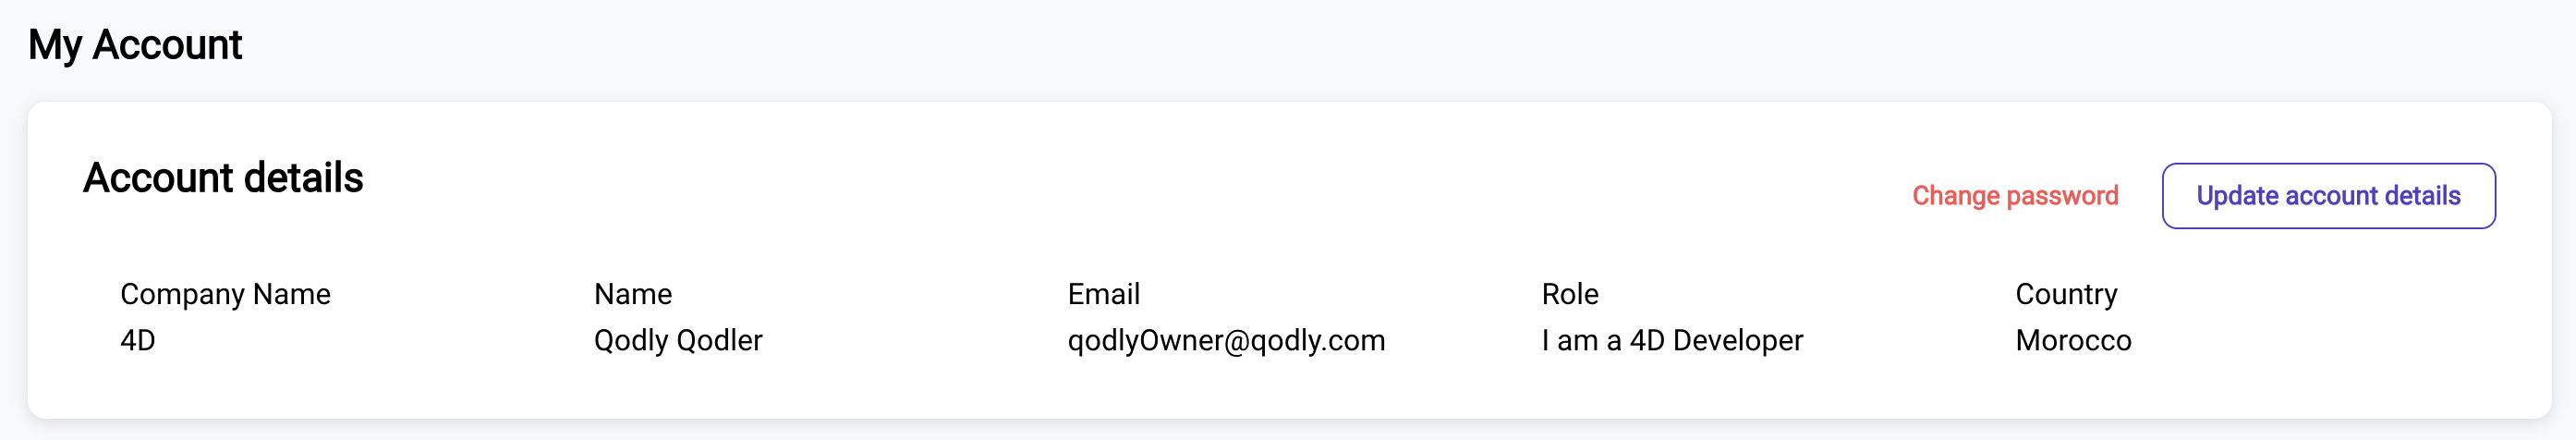 My Account
Account details
Change password
Update account details
Company Name Name Email Role Country
4D Qodly Qodler qodlyOwner@qodly.com I am a 4D Developer Morocco